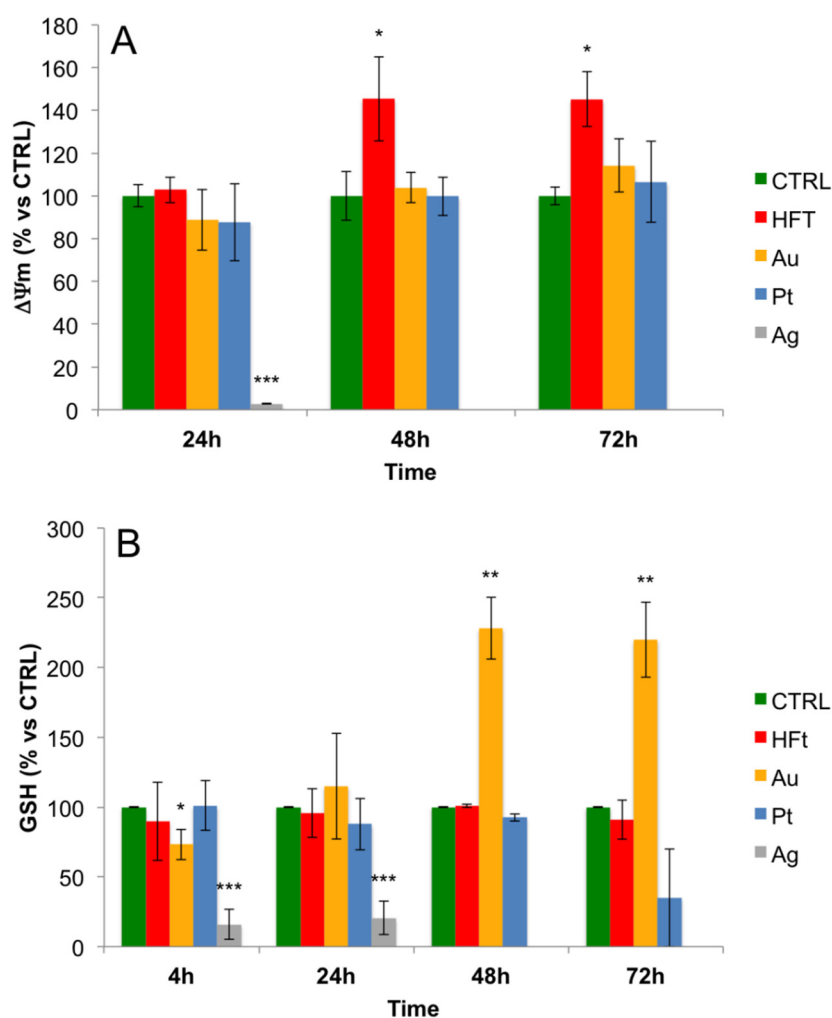 A
ΔΨm (% vs CTRL)
180
160
140
120
100
80
60
40
20
0
*
*
***
24h
48h
72h
Time
CTRL
HFT
Au
Pt
Ag
B
GSH (% vs CTRL)
300
250
200
150
100
50
0
*
***
***
**
**
4h
24h
48h
72h
Time
CTRL
HFt
Au
Pt
Ag